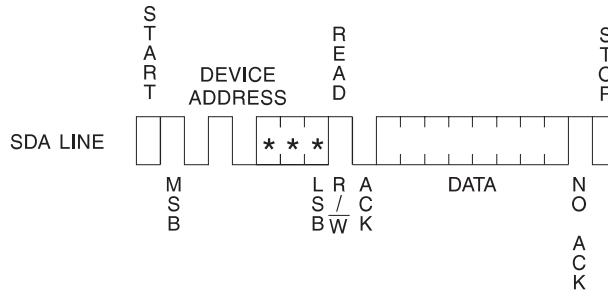 START
READ
STOP
DEVICE
ADDRESS
SDA LINE
* * *
MSB
LSB
R/W
ACK
DATA
NO ACK